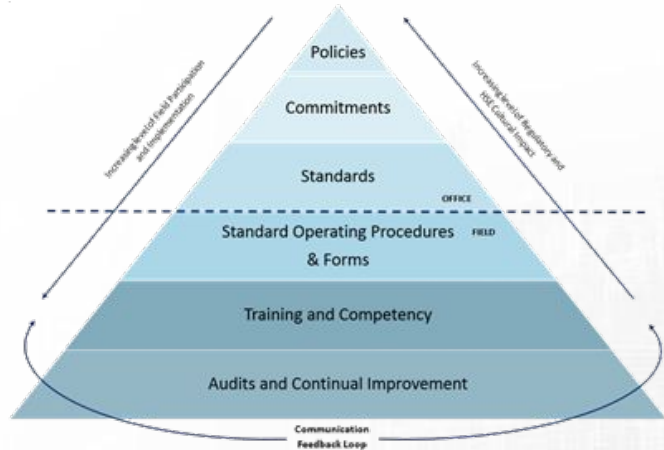 Policies
Commitments
Increasing level of Field Participation
and Implementation
Increasing level of Regulatory and
HSE Cultural Impact
Standards
OFFICE
Standard Operating Procedures
& Forms
FIELD
Training and Competency
Audits and Continual Improvement
Communication
Feedback Loop